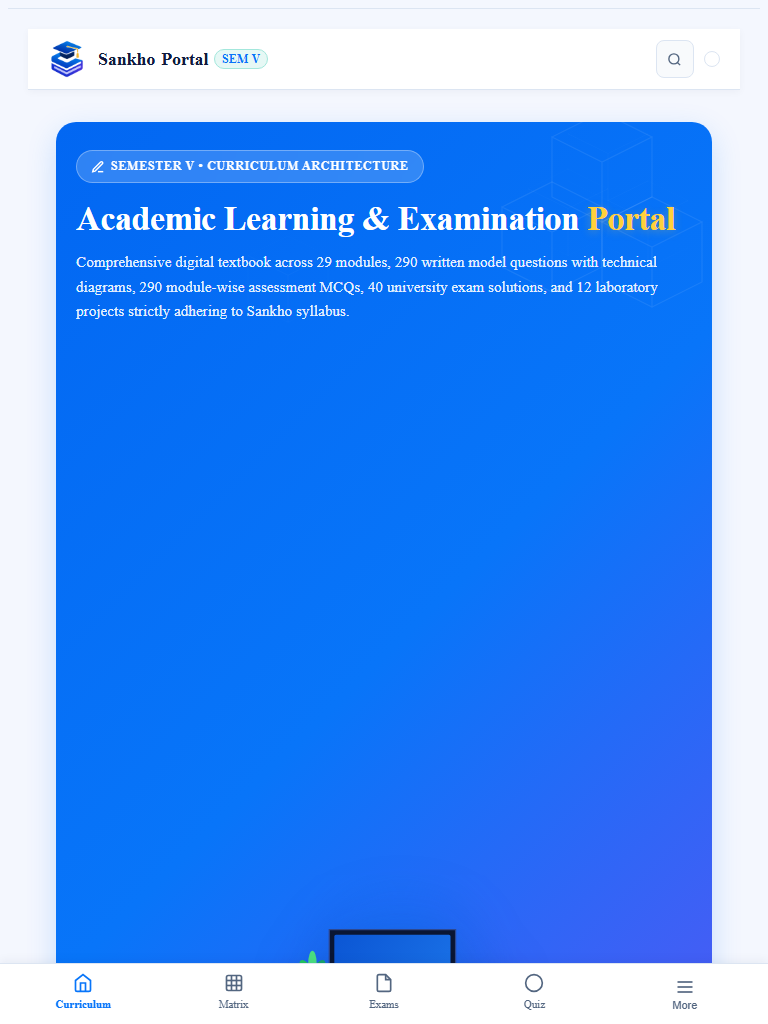 Sankho Portal SEM V
SEMESTER V • CURRICULUM ARCHITECTURE
Academic Learning & Examination Portal
Comprehensive digital textbook across 29 modules, 290 written model questions with technical
diagrams, 290 module-wise assessment MCQs, 40 university exam solutions, and 12 laboratory
projects strictly adhering to Sankho syllabus.
Curriculum Matrix Exams Quiz More